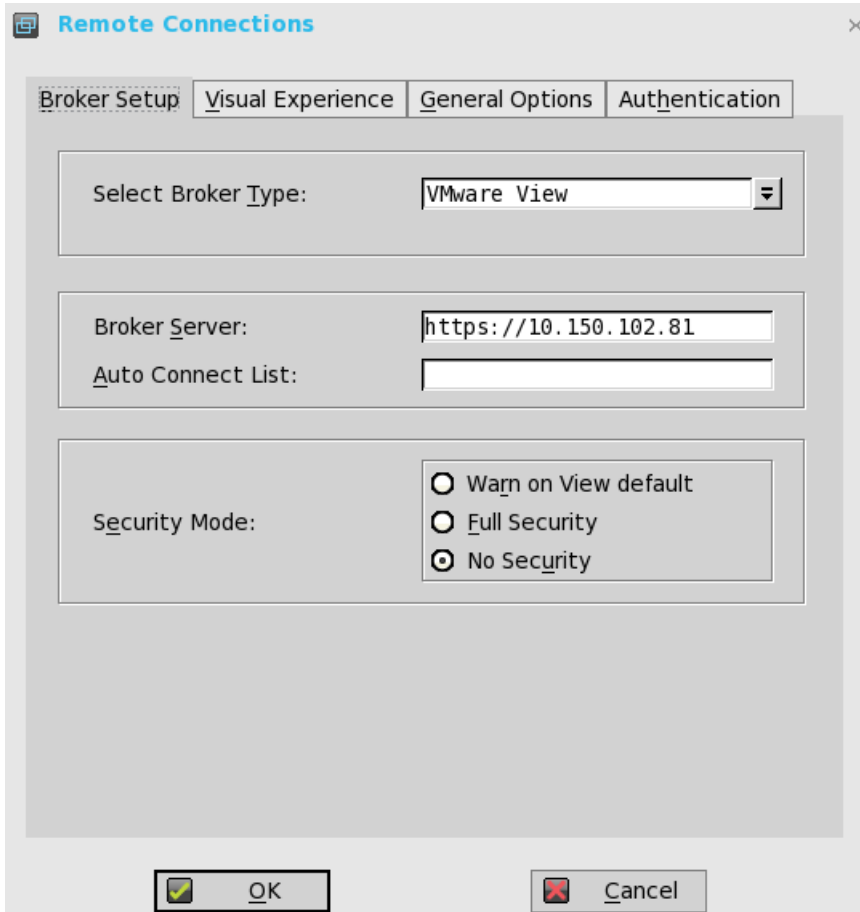 Remote Connections
Broker Setup
Visual Experience
General Options
Authentication
Select Broker Type:
VMware View
Broker Server:
https://10.150.102.81
Auto Connect List:
Security Mode:
Warn on View default
Full Security
No Security
OK
Cancel